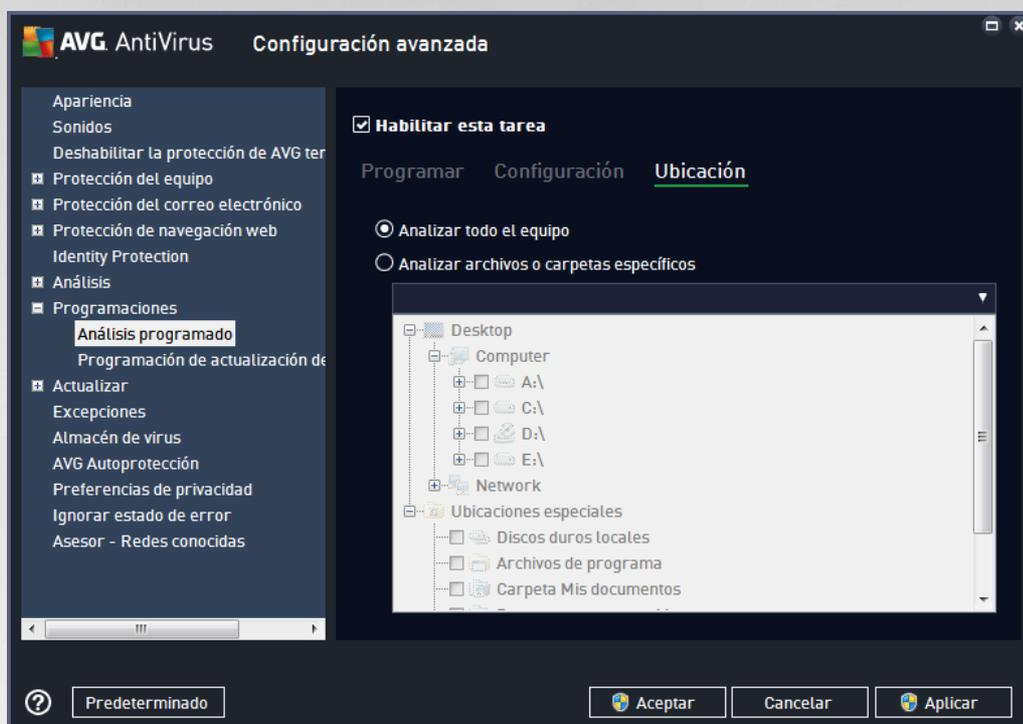 AVG. AntiVirus
Configuración avanzada
Apariencia
Sonidos
Deshabilitar la protección de AVG ter
Protección del equipo
Protección del correo electrónico
Protección de navegación web
Identity Protection
Análisis
Programaciones
Análisis programado
Programación de actualización de
Actualizar
Excepciones
Almacén de virus
AVG Autoprotección
Preferencias de privacidad
Ignorar estado de error
Asesor - Redes conocidas
Habilitar esta tarea
Programar Configuración Ubicación
Analizar todo el equipo
Analizar archivos o carpetas específicos
Desktop
Computer
A:\
C:\
D:\
E:\
Network
Ubicaciones especiales
Discos duros locales
Archivos de programa
Carpeta Mis documentos
? Predeterminado
Aceptar Cancelar Aplicar